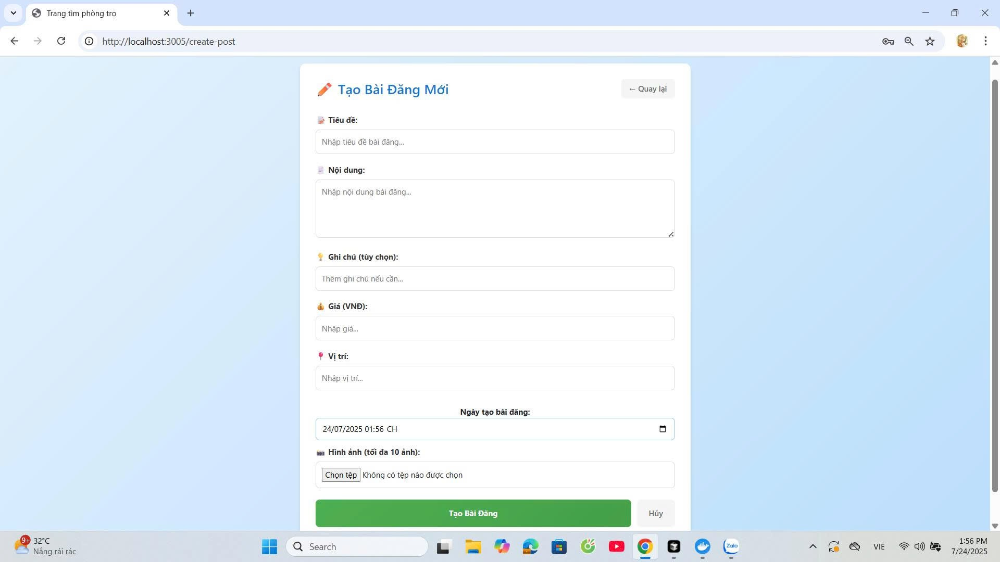 Trang tìm phòng trọ
http://localhost:3005/create-post
Tạo Bài Đăng Mới
← Quay lại
Tiêu đề:
Nhập tiêu đề bài đăng...
Nội dung:
Nhập nội dung bài đăng...
Ghi chú (tùy chọn):
Thêm ghi chú nếu cần...
Giá (VNĐ):
Nhập giá...
Vị trí:
Nhập vị trí...
Ngày tạo bài đăng:
24/07/2025 01:56 CH
Hình ảnh (tối đa 10 ảnh):
Chọn tệp Không có tệp nào được chọn
Tạo Bài Đăng
Hủy
9+
32°C
Nắng rải rác
Search
Zalo
VIE
1:56 PM
7/24/2025